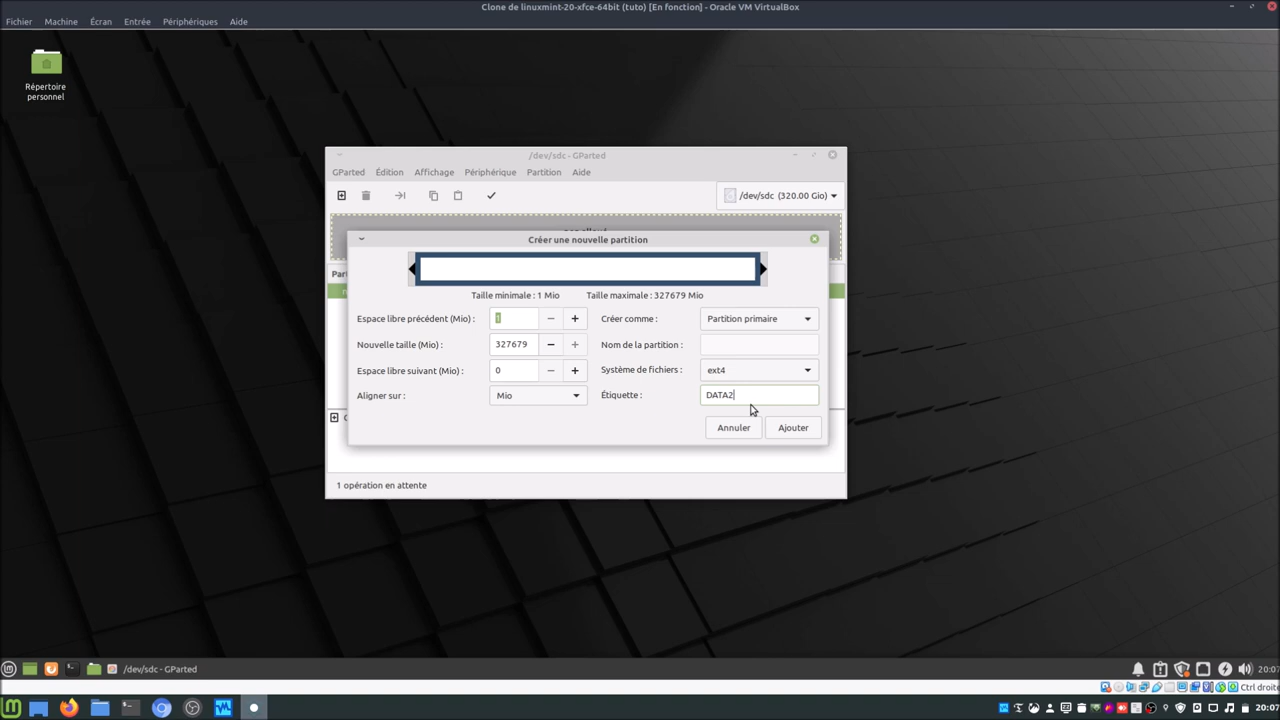 Clone de linuxmint-20-xfce-64bit (tuto) [En fonction] - Oracle VM VirtualBox
Fichier Machine Écran Entrée Périphériques Aide
Répertoire
personnel
/dev/sdc - GParted
GParted Édition Affichage Périphérique Partition Aide
/dev/sdc (320.00 Gio)
Créer une nouvelle partition
Taille minimale : 1 Mio Taille maximale : 327679 Mio
Espace libre précédent (Mio) : 1 Créer comme : Partition primaire
Nouvelle taille (Mio) : 327679 Nom de la partition :
Espace libre suivant (Mio) : 0 Système de fichiers : ext4
Aligner sur : Mio Étiquette : DATA2
Annuler Ajouter
1 opération en attente
/dev/sdc - GParted 20:07
Ctrl droite
20:07